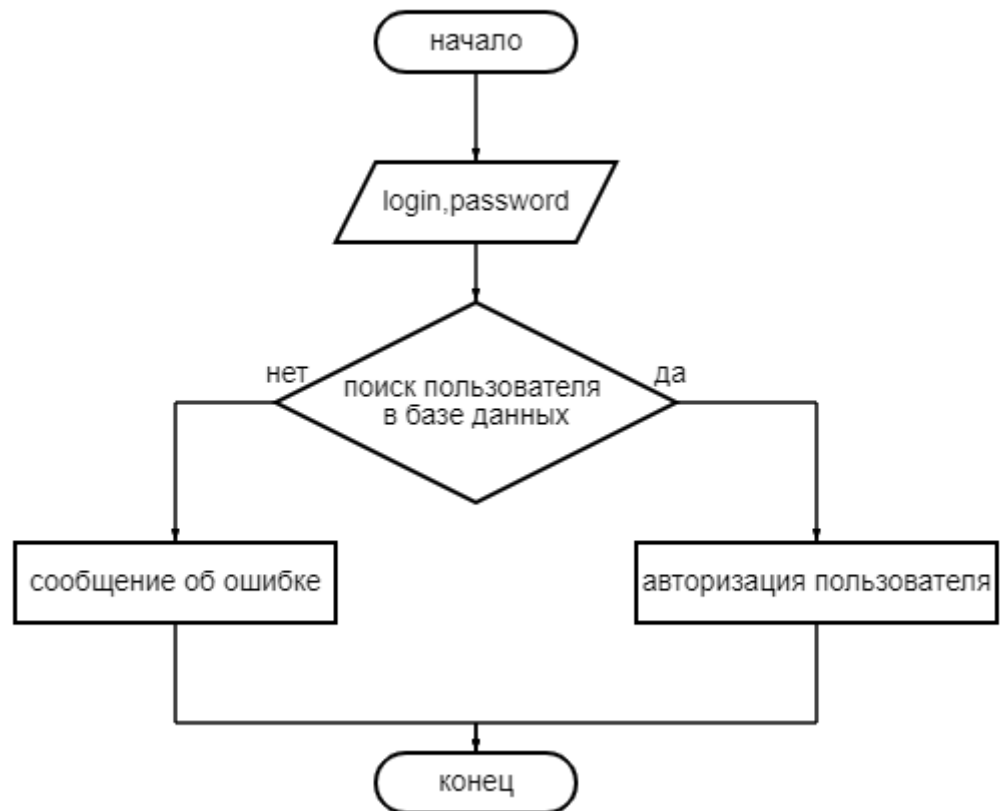 начало
login,password
нет
да
поиск пользователя
в базе данных
сообщение об ошибке
авторизация пользователя
конец